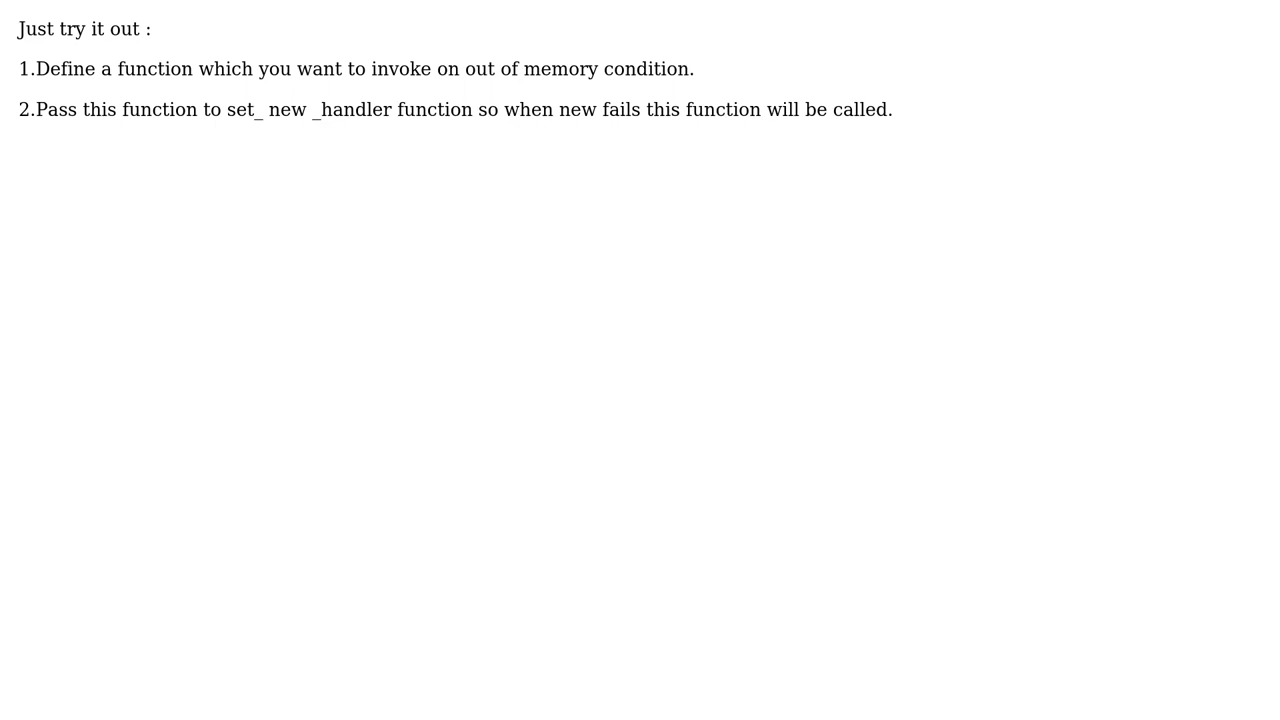 Just try it out :
1.Define a function which you want to invoke on out of memory condition.
2.Pass this function to set_ new _handler function so when new fails this function will be called.